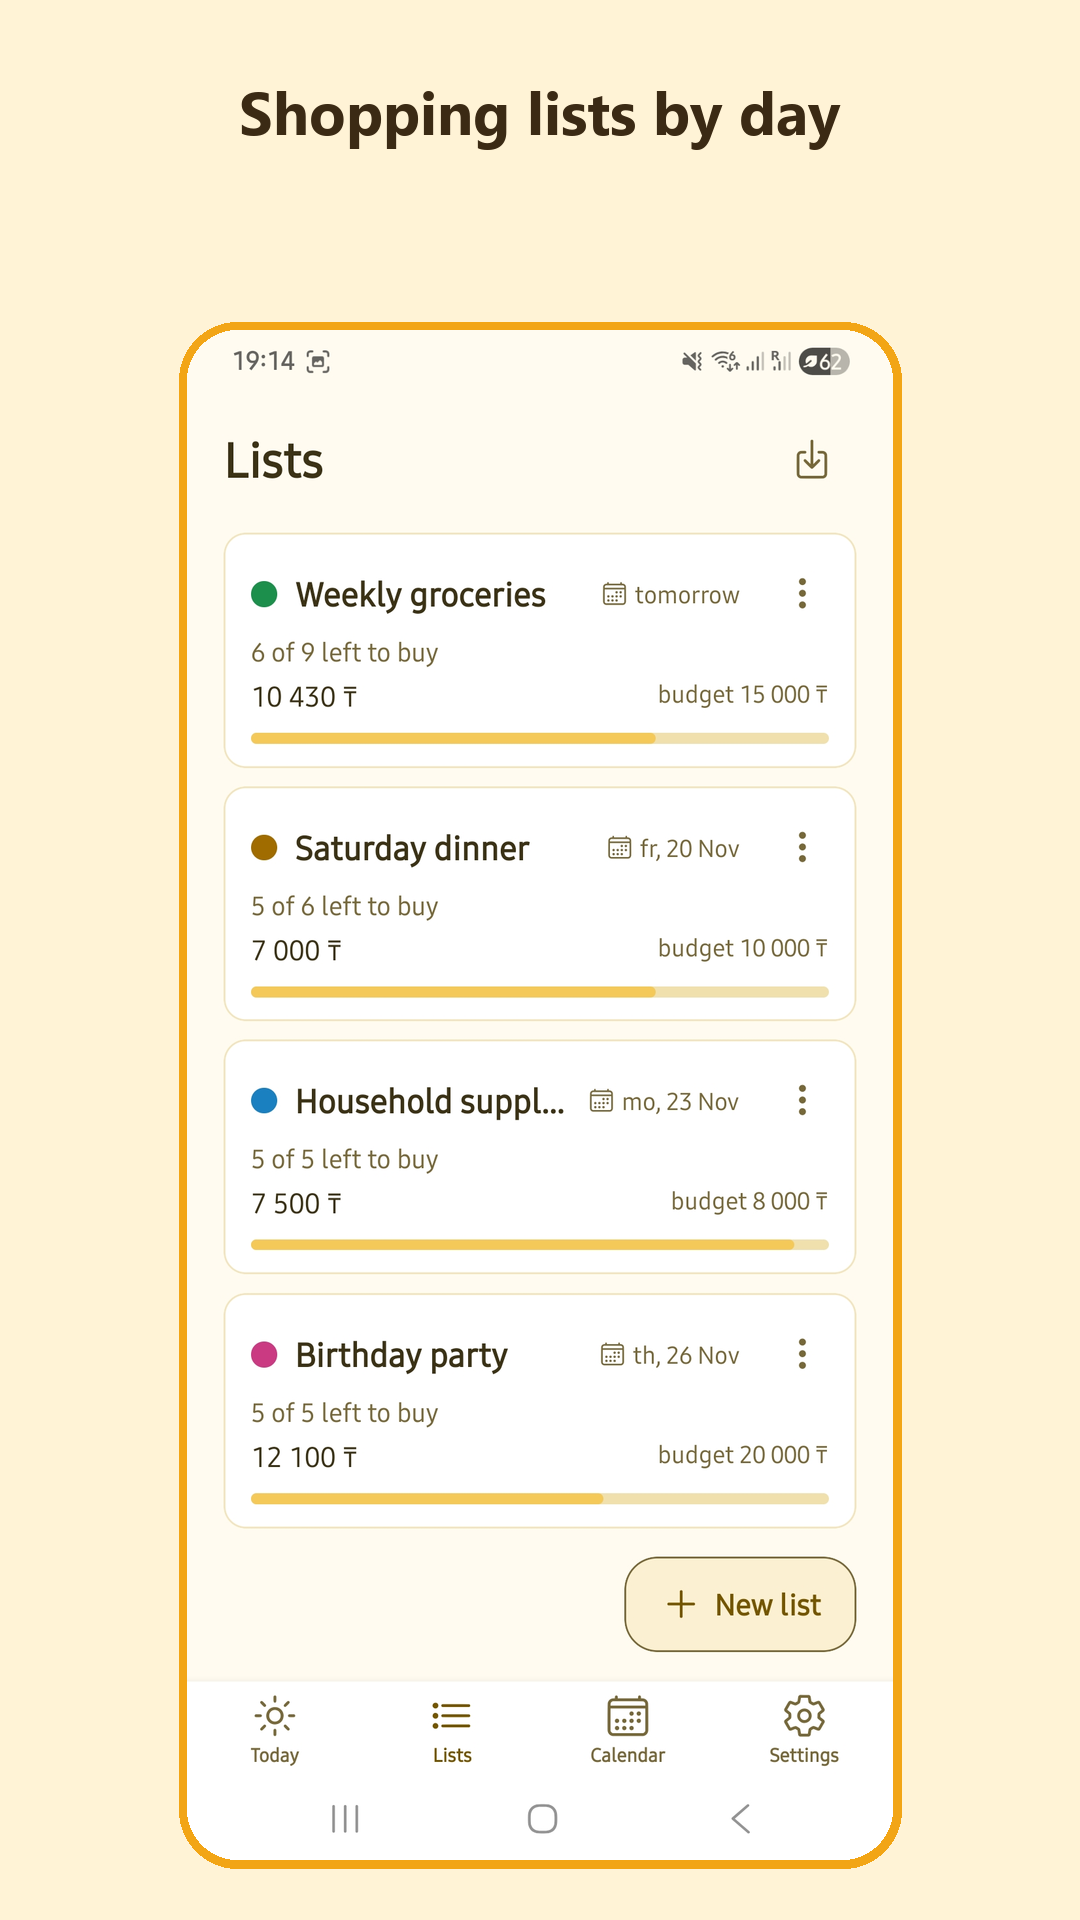 Shopping lists by day
19:14
62
Lists
Weekly groceries
tomorrow
6 of 9 left to buy
10 430 ₸
budget 15 000 ₸
Saturday dinner
fr, 20 Nov
5 of 6 left to buy
7 000 ₸
budget 10 000 ₸
Household suppl...
mo, 23 Nov
5 of 5 left to buy
7 500 ₸
budget 8 000 ₸
Birthday party
th, 26 Nov
5 of 5 left to buy
12 100 ₸
budget 20 000 ₸
+ New list
Today
Lists
Calendar
Settings